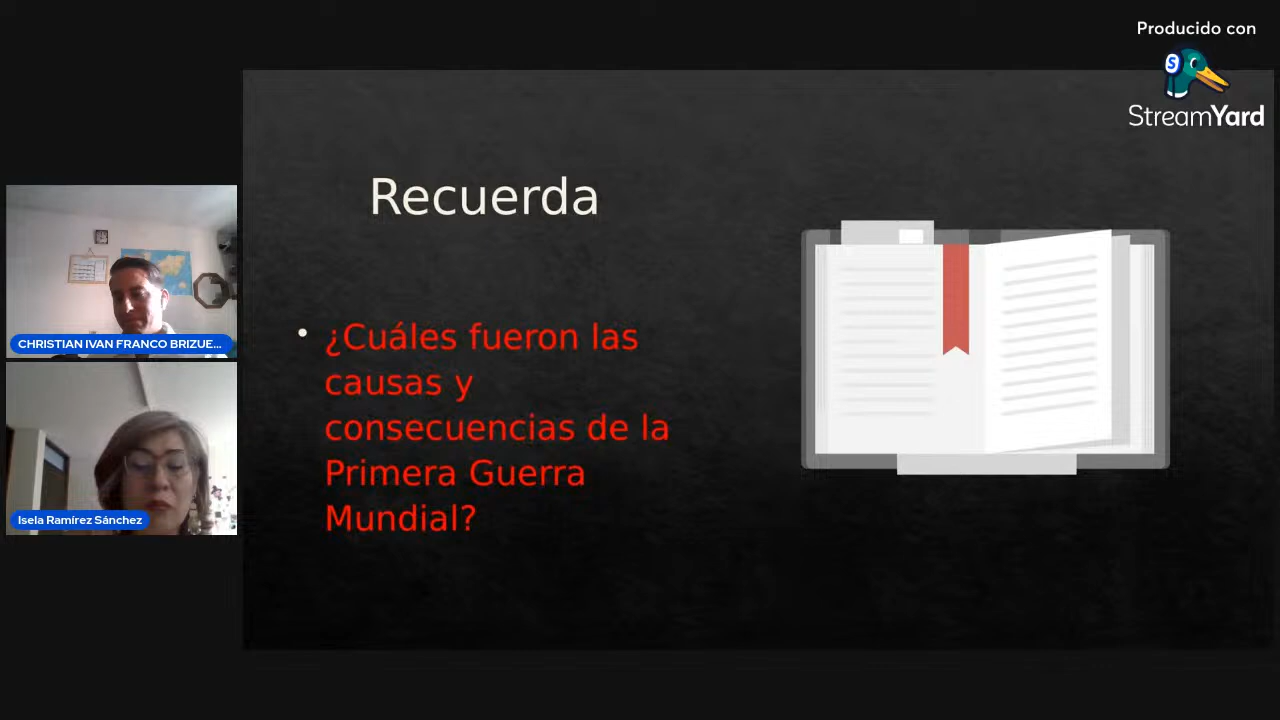 Producido con
StreamYard
Recuerda
CHRISTIAN IVAN FRANCO BRIZUE...
Isela Ramírez Sánchez
• ¿Cuáles fueron las
causas y
consecuencias de la
Primera Guerra
Mundial?